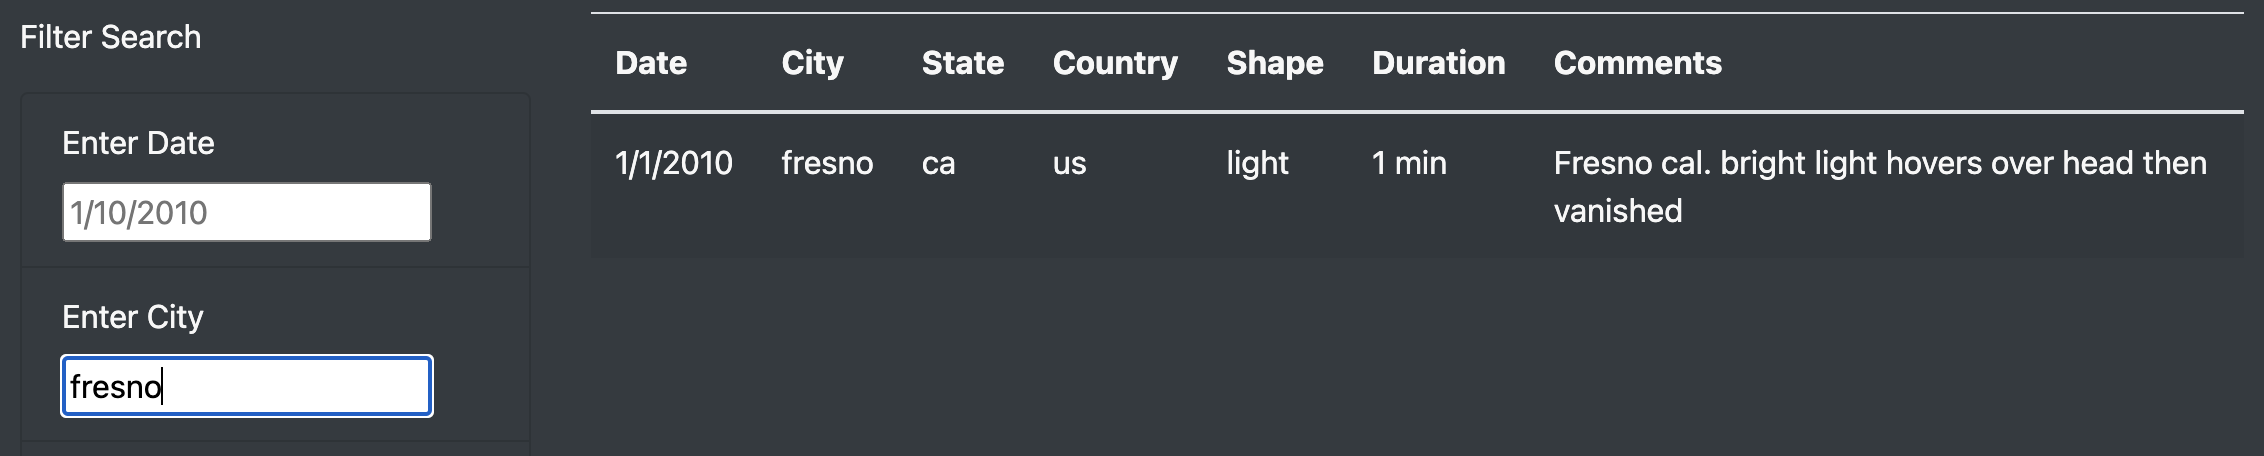 Filter Search
Enter Date
1/10/2010
Enter City
fresno
Date City State Country Shape Duration Comments
1/1/2010 fresno ca us light 1 min Fresno cal. bright light hovers over head then
vanished